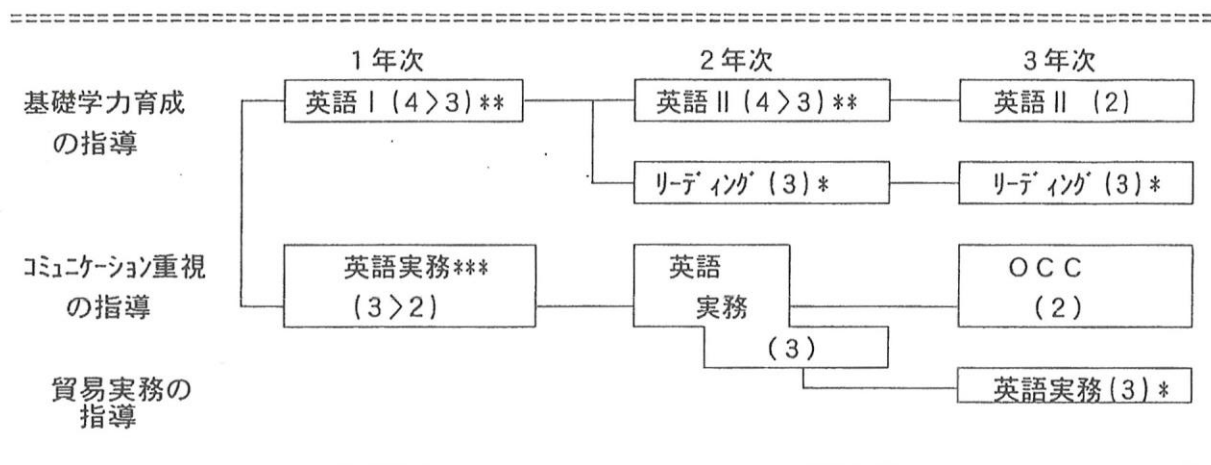 1年次 2年次 3年次
基礎学力育成 英語Ⅰ(4>3)** 英語Ⅱ(4>3)** 英語Ⅱ (2)
の指導
ﾘｰﾃﾞｨﾝｸﾞ(3)* ﾘｰﾃﾞｨﾝｸﾞ(3)*
ｺﾐｭﾆｹｰｼｮﾝ重視 英語実務*** 英語 OCC
の指導 (3>2) 実務 (2)
(3)
貿易実務の 英語実務(3)*
指導